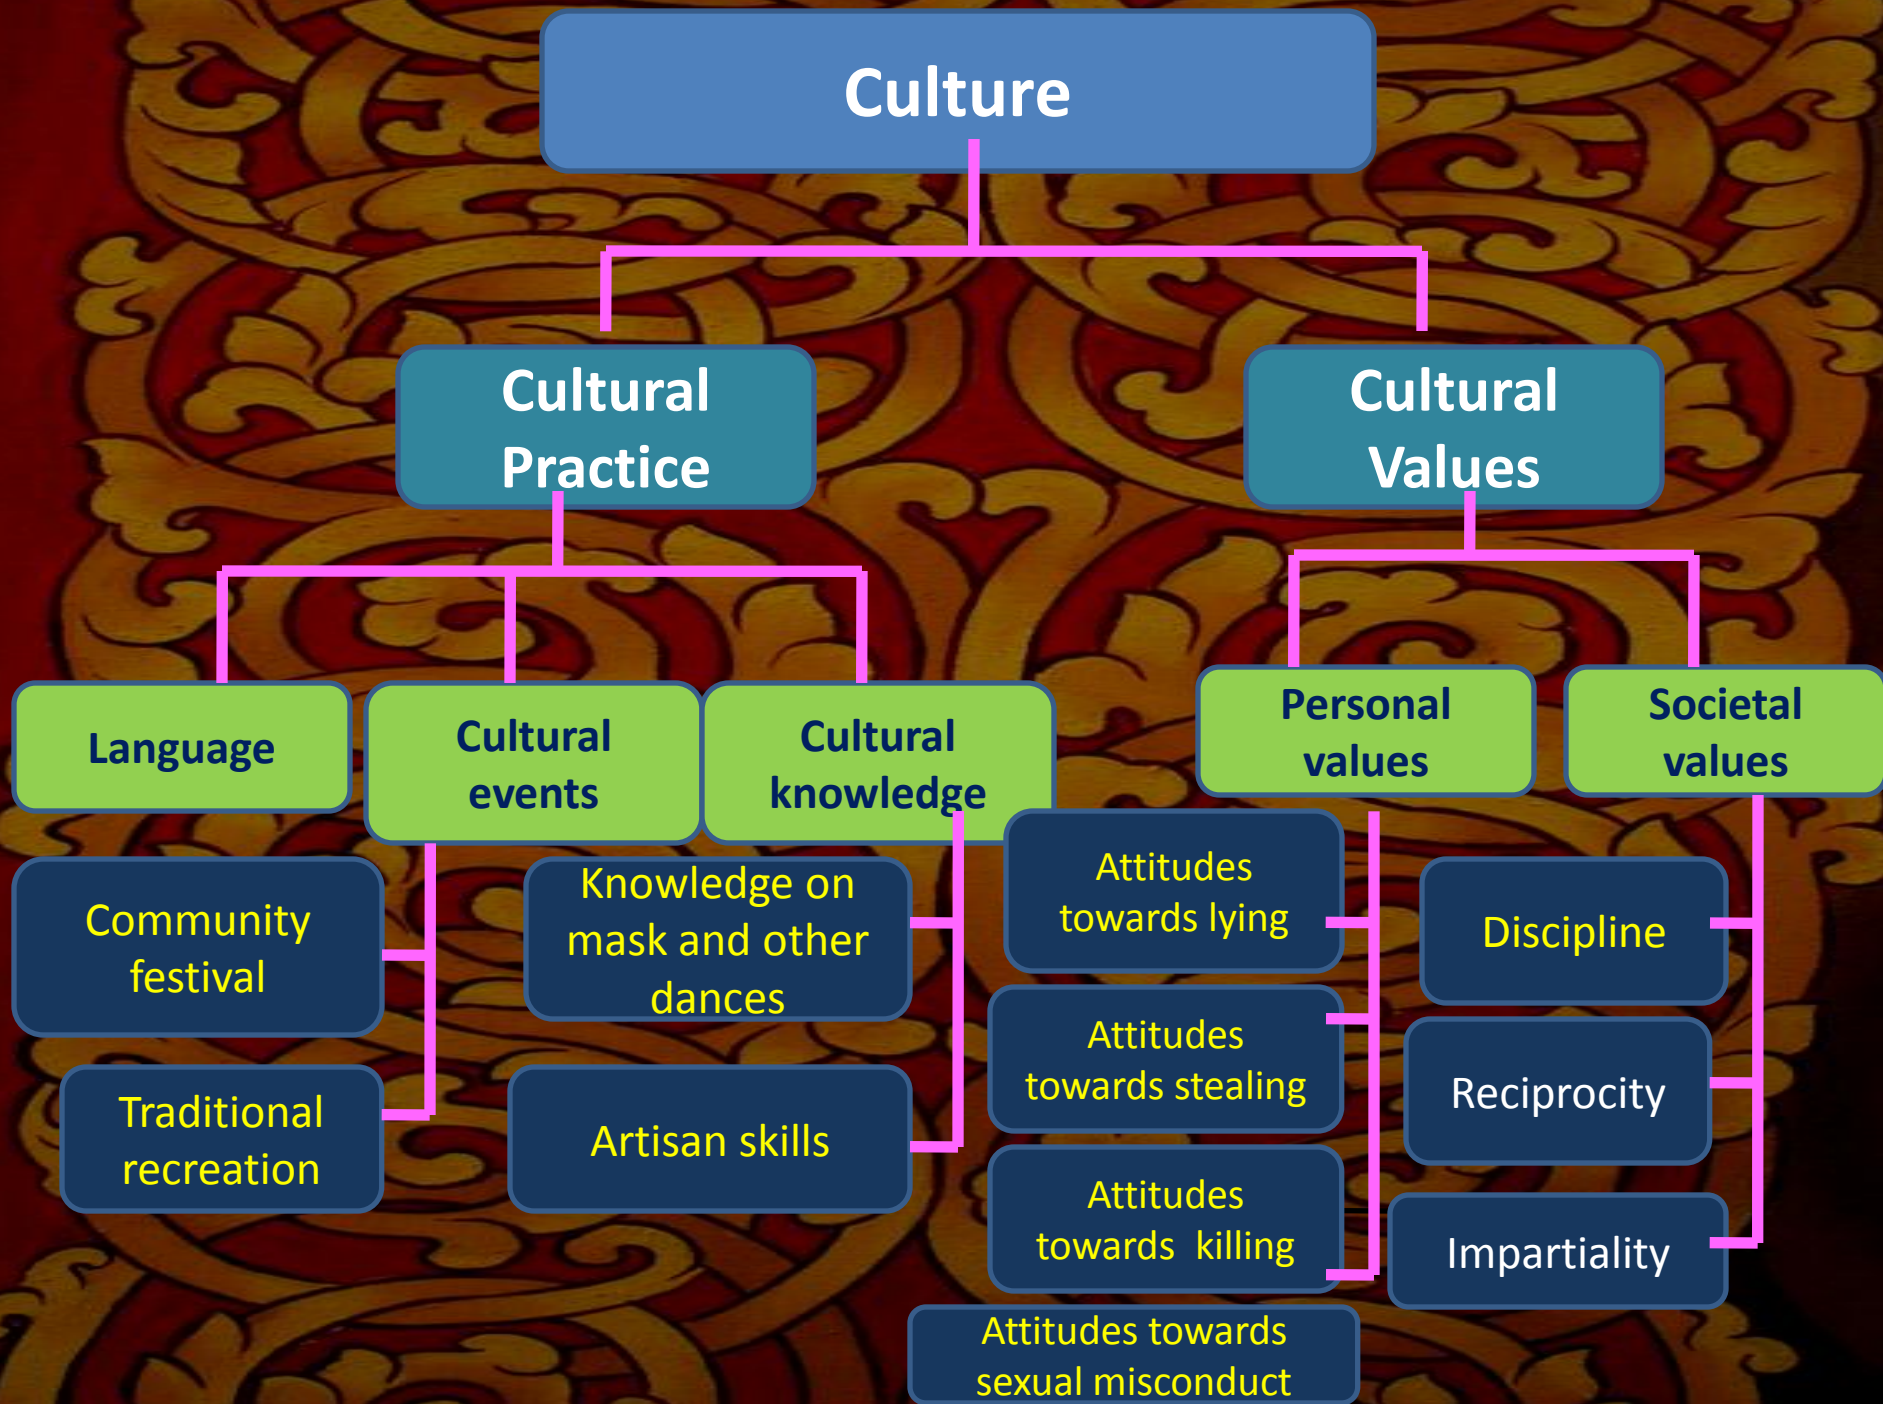 Culture
Cultural
Practice
Cultural
Values
Language
Cultural
events
Cultural
knowledge
Personal
values
Societal
values
Community
festival
Traditional
recreation
Knowledge on
mask and other
dances
Artisan skills
Attitudes
towards lying
Attitudes
towards stealing
Attitudes
towards  killing
Attitudes towards
sexual misconduct
Discipline
Reciprocity
Impartiality